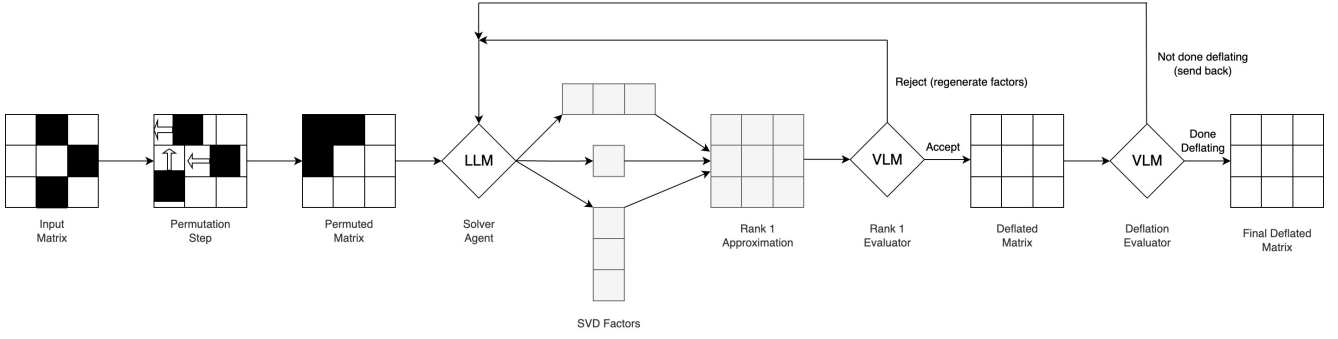 Not done deflating
(send back)
Reject (regenerate factors)
LLM
VLM
Accept
VLM
Done
Deflating
Input
Matrix
Permutation
Step
Permuted
Matrix
Solver
Agent
Rank 1
Approximation
Rank 1
Evaluator
Deflated
Matrix
Deflation
Evaluator
Final Deflated
Matrix
SVD Factors